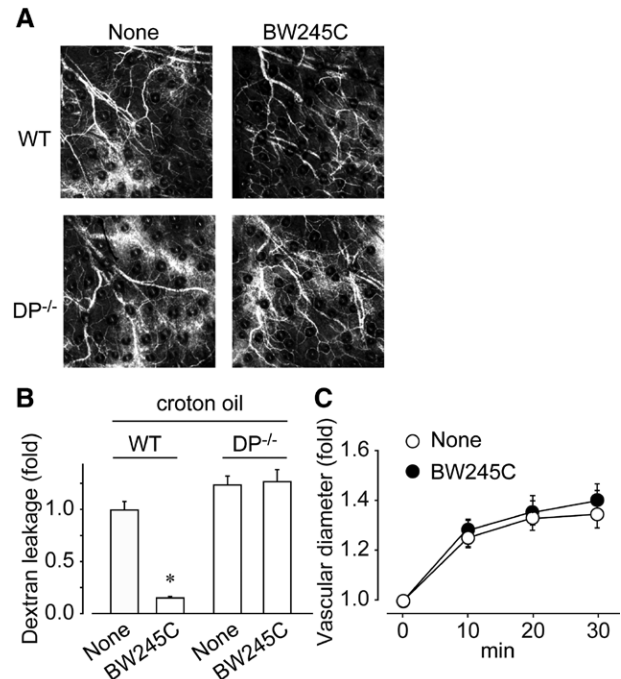 A
None BW245C
WT
DP-/-
B
croton oil
WT DP-/-
Dextran leakage (fold)
1.0
0.5
0.0
*
None
BW245C
None
BW245C
C
Vascular diameter (fold)
1.6
1.4
1.2
1.0
None
BW245C
0 10 20 30
min